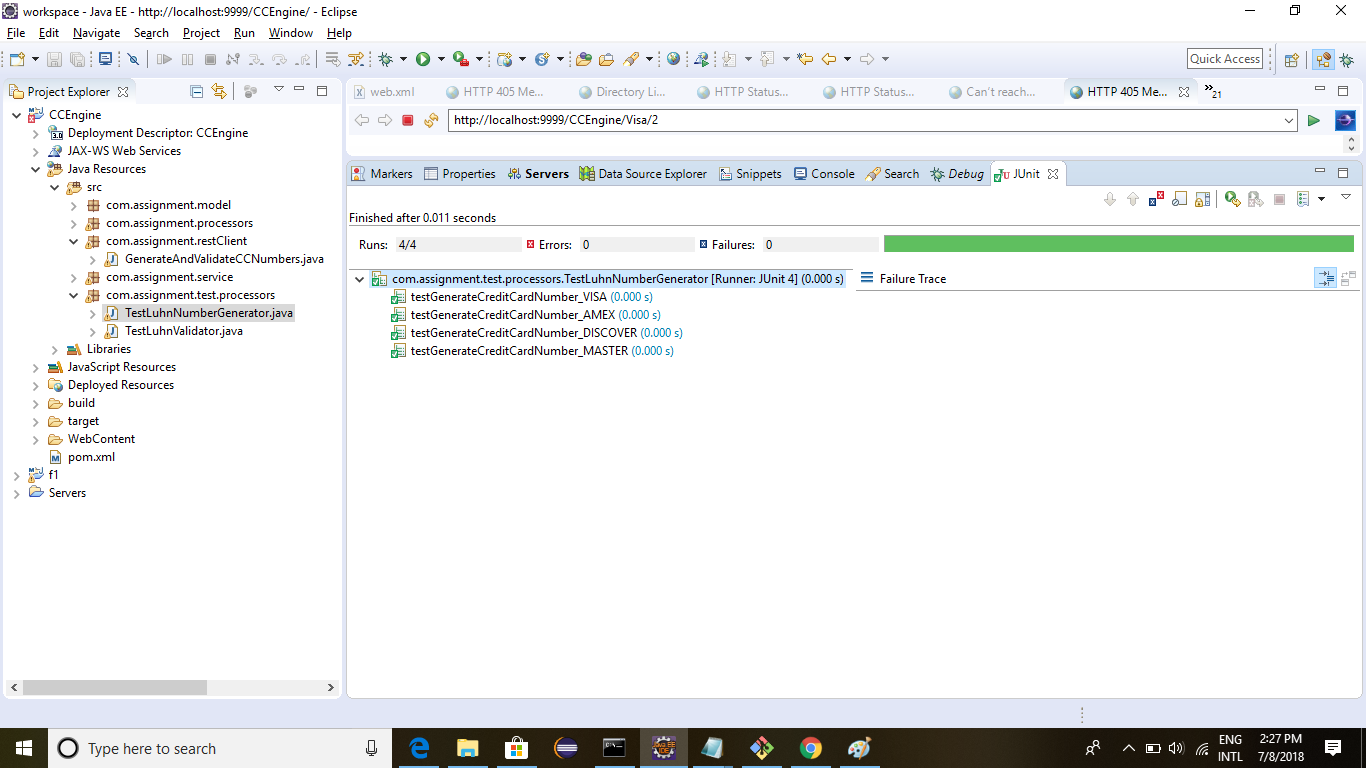 workspace - Java EE - http://localhost:9999/CCEngine/ - Eclipse
File Edit Navigate Search Project Run Window Help
Quick Access
Project Explorer
CCEngine
3.0 Deployment Descriptor: CCEngine
JAX-WS Web Services
Java Resources
src
com.assignment.model
com.assignment.processors
com.assignment.restClient
GenerateAndValidateCCNumbers.java
com.assignment.service
com.assignment.test.processors
TestLuhnNumberGenerator.java
TestLuhnValidator.java
Libraries
JavaScript Resources
Deployed Resources
build
target
WebContent
pom.xml
f1
Servers
web.xml HTTP 405 Me... Directory Li... HTTP Status... HTTP Status... Can't reach... HTTP 405 Me... »21
http://localhost:9999/CCEngine/Visa/2
Markers Properties Servers Data Source Explorer Snippets Console Search Debug JUnit
Finished after 0.011 seconds
Runs: 4/4 Errors: 0 Failures: 0
com.assignment.test.processors.TestLuhnNumberGenerator [Runner: JUnit 4] (0.000 s)
Failure Trace
testGenerateCreditCardNumber_VISA (0.000 s)
testGenerateCreditCardNumber_AMEX (0.000 s)
testGenerateCreditCardNumber_DISCOVER (0.000 s)
testGenerateCreditCardNumber_MASTER (0.000 s)
Type here to search
ENG
INTL
2:27 PM
7/8/2018